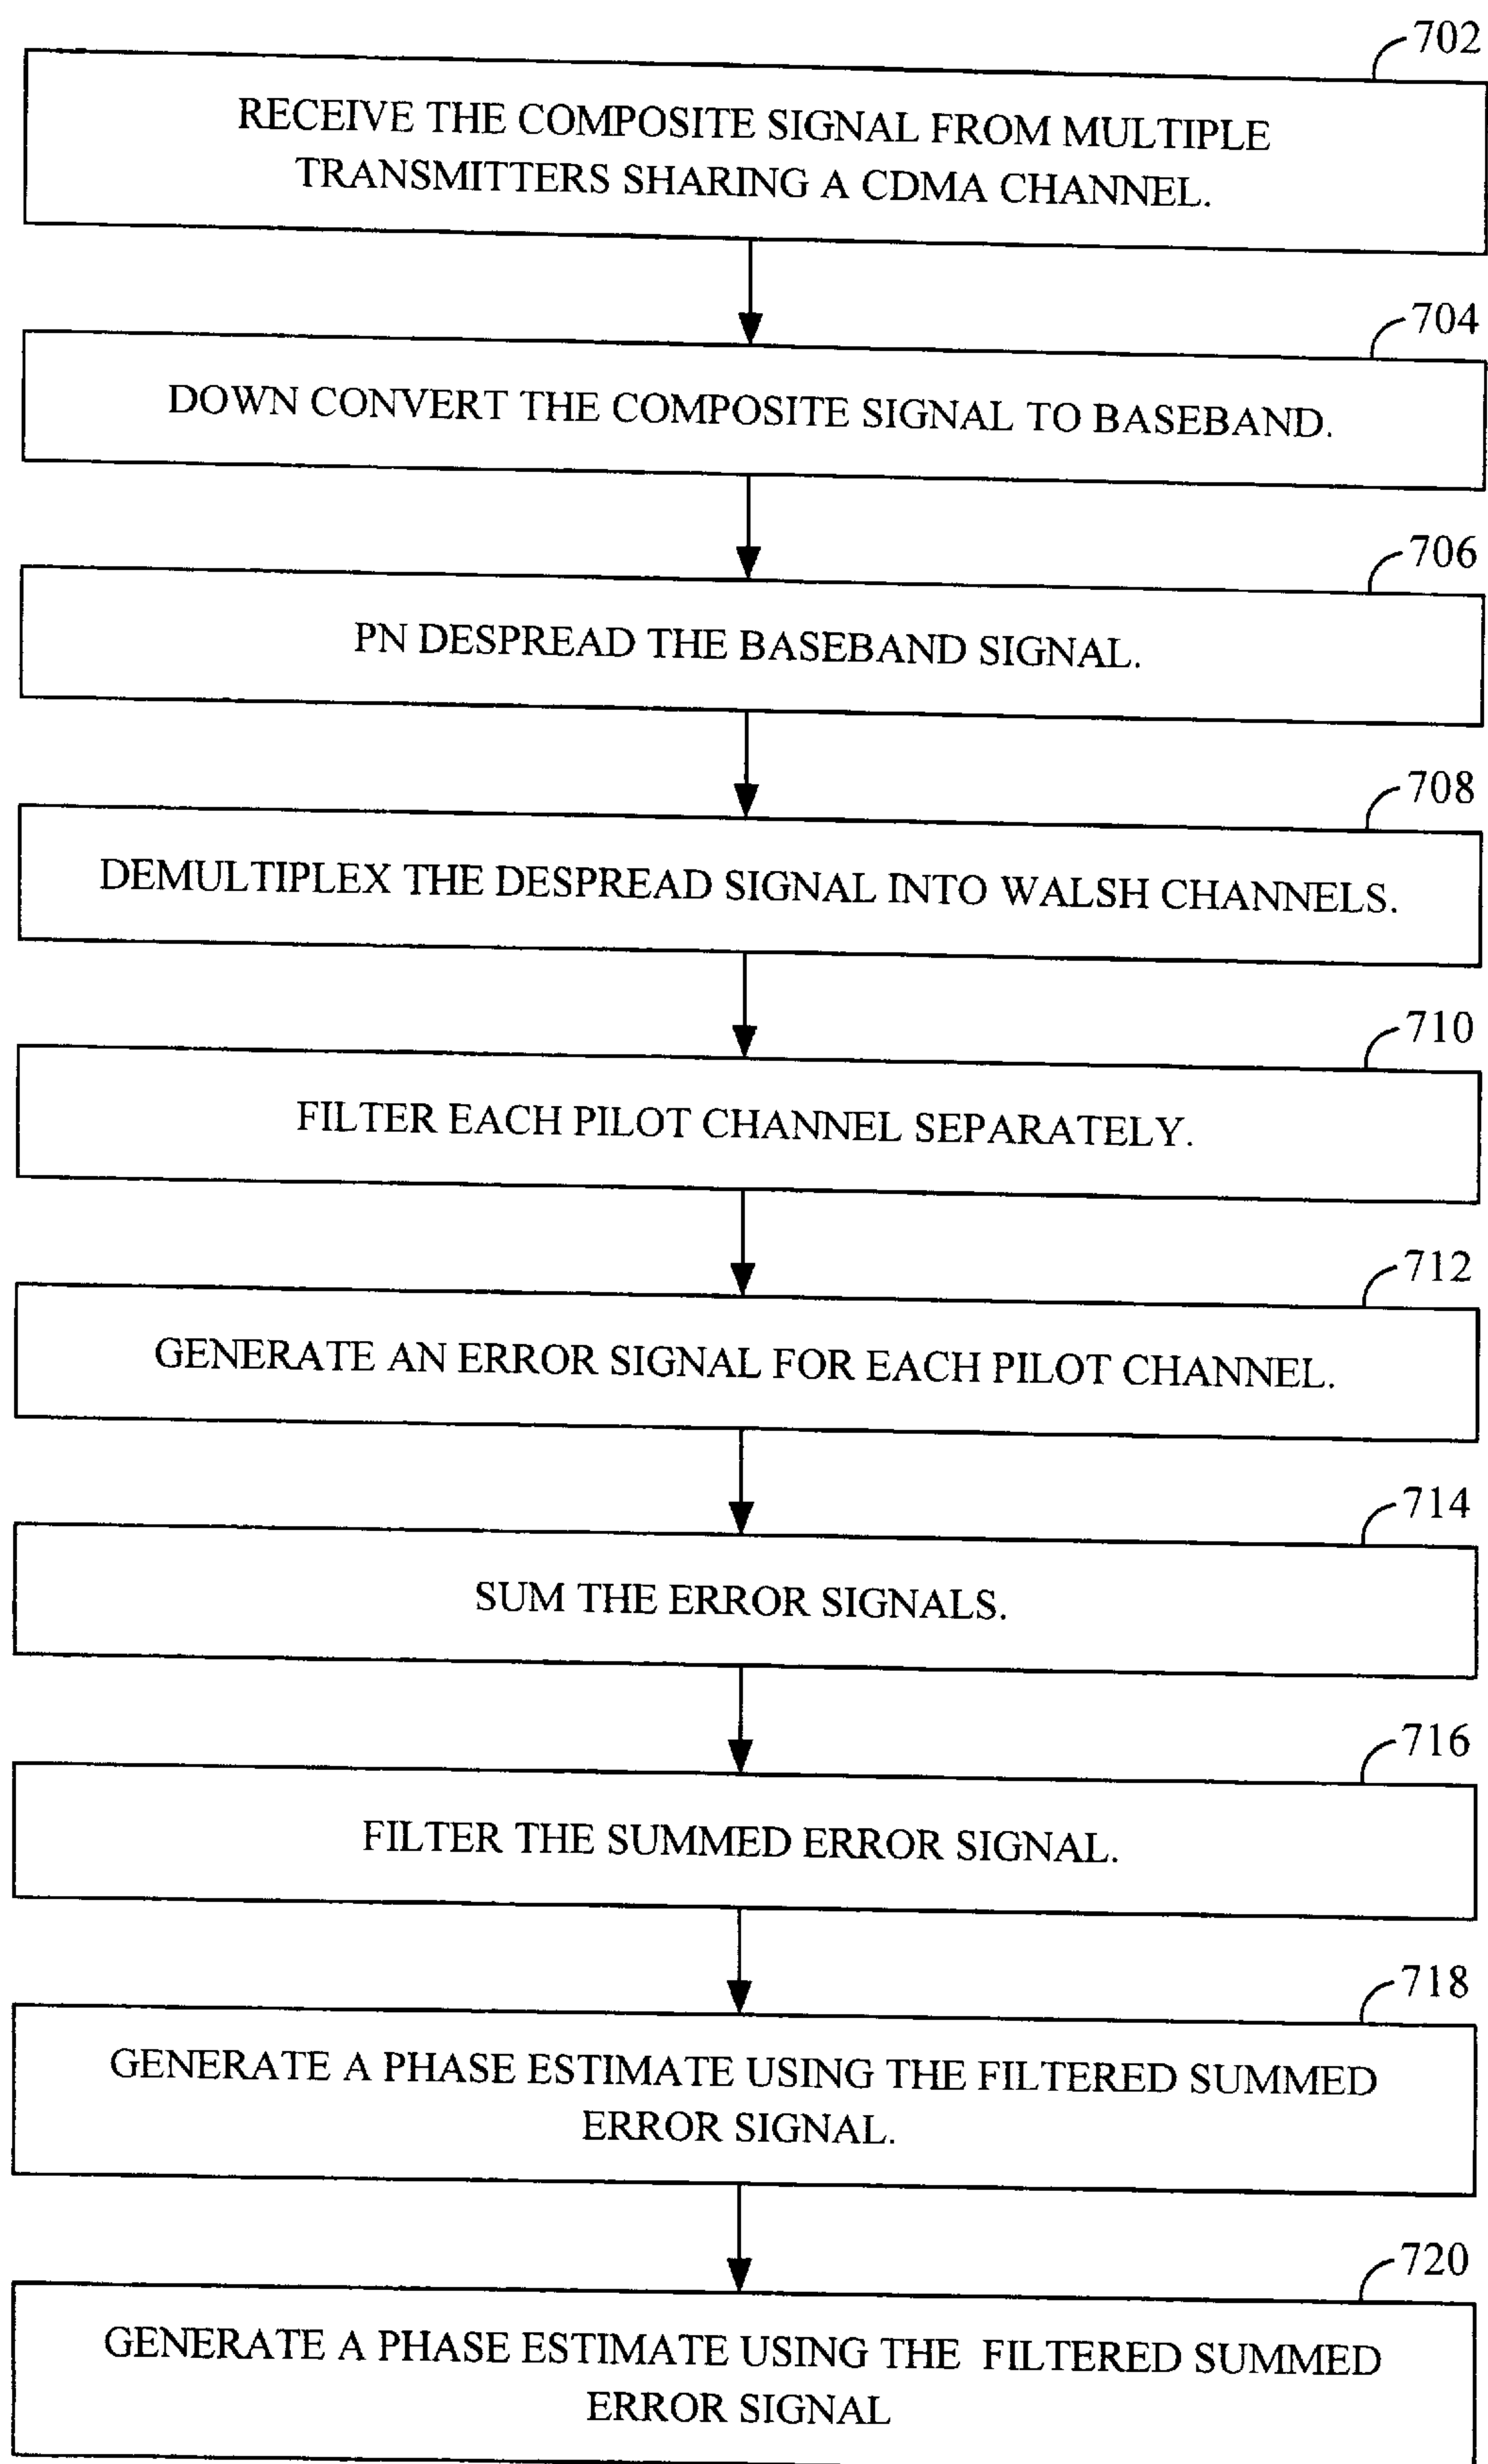 702
RECEIVE THE COMPOSITE SIGNAL FROM MULTIPLE
TRANSMITTERS SHARING A CDMA CHANNEL.
704
DOWN CONVERT THE COMPOSITE SIGNAL TO BASEBAND.
706
PN DESPREAD THE BASEBAND SIGNAL.
708
DEMULTIPLEX THE DESPREAD SIGNAL INTO WALSH CHANNELS.
710
FILTER EACH PILOT CHANNEL SEPARATELY.
712
GENERATE AN ERROR SIGNAL FOR EACH PILOT CHANNEL.
714
SUM THE ERROR SIGNALS.
716
FILTER THE SUMMED ERROR SIGNAL.
718
GENERATE A PHASE ESTIMATE USING THE FILTERED SUMMED
ERROR SIGNAL.
720
GENERATE A PHASE ESTIMATE USING THE FILTERED SUMMED
ERROR SIGNAL